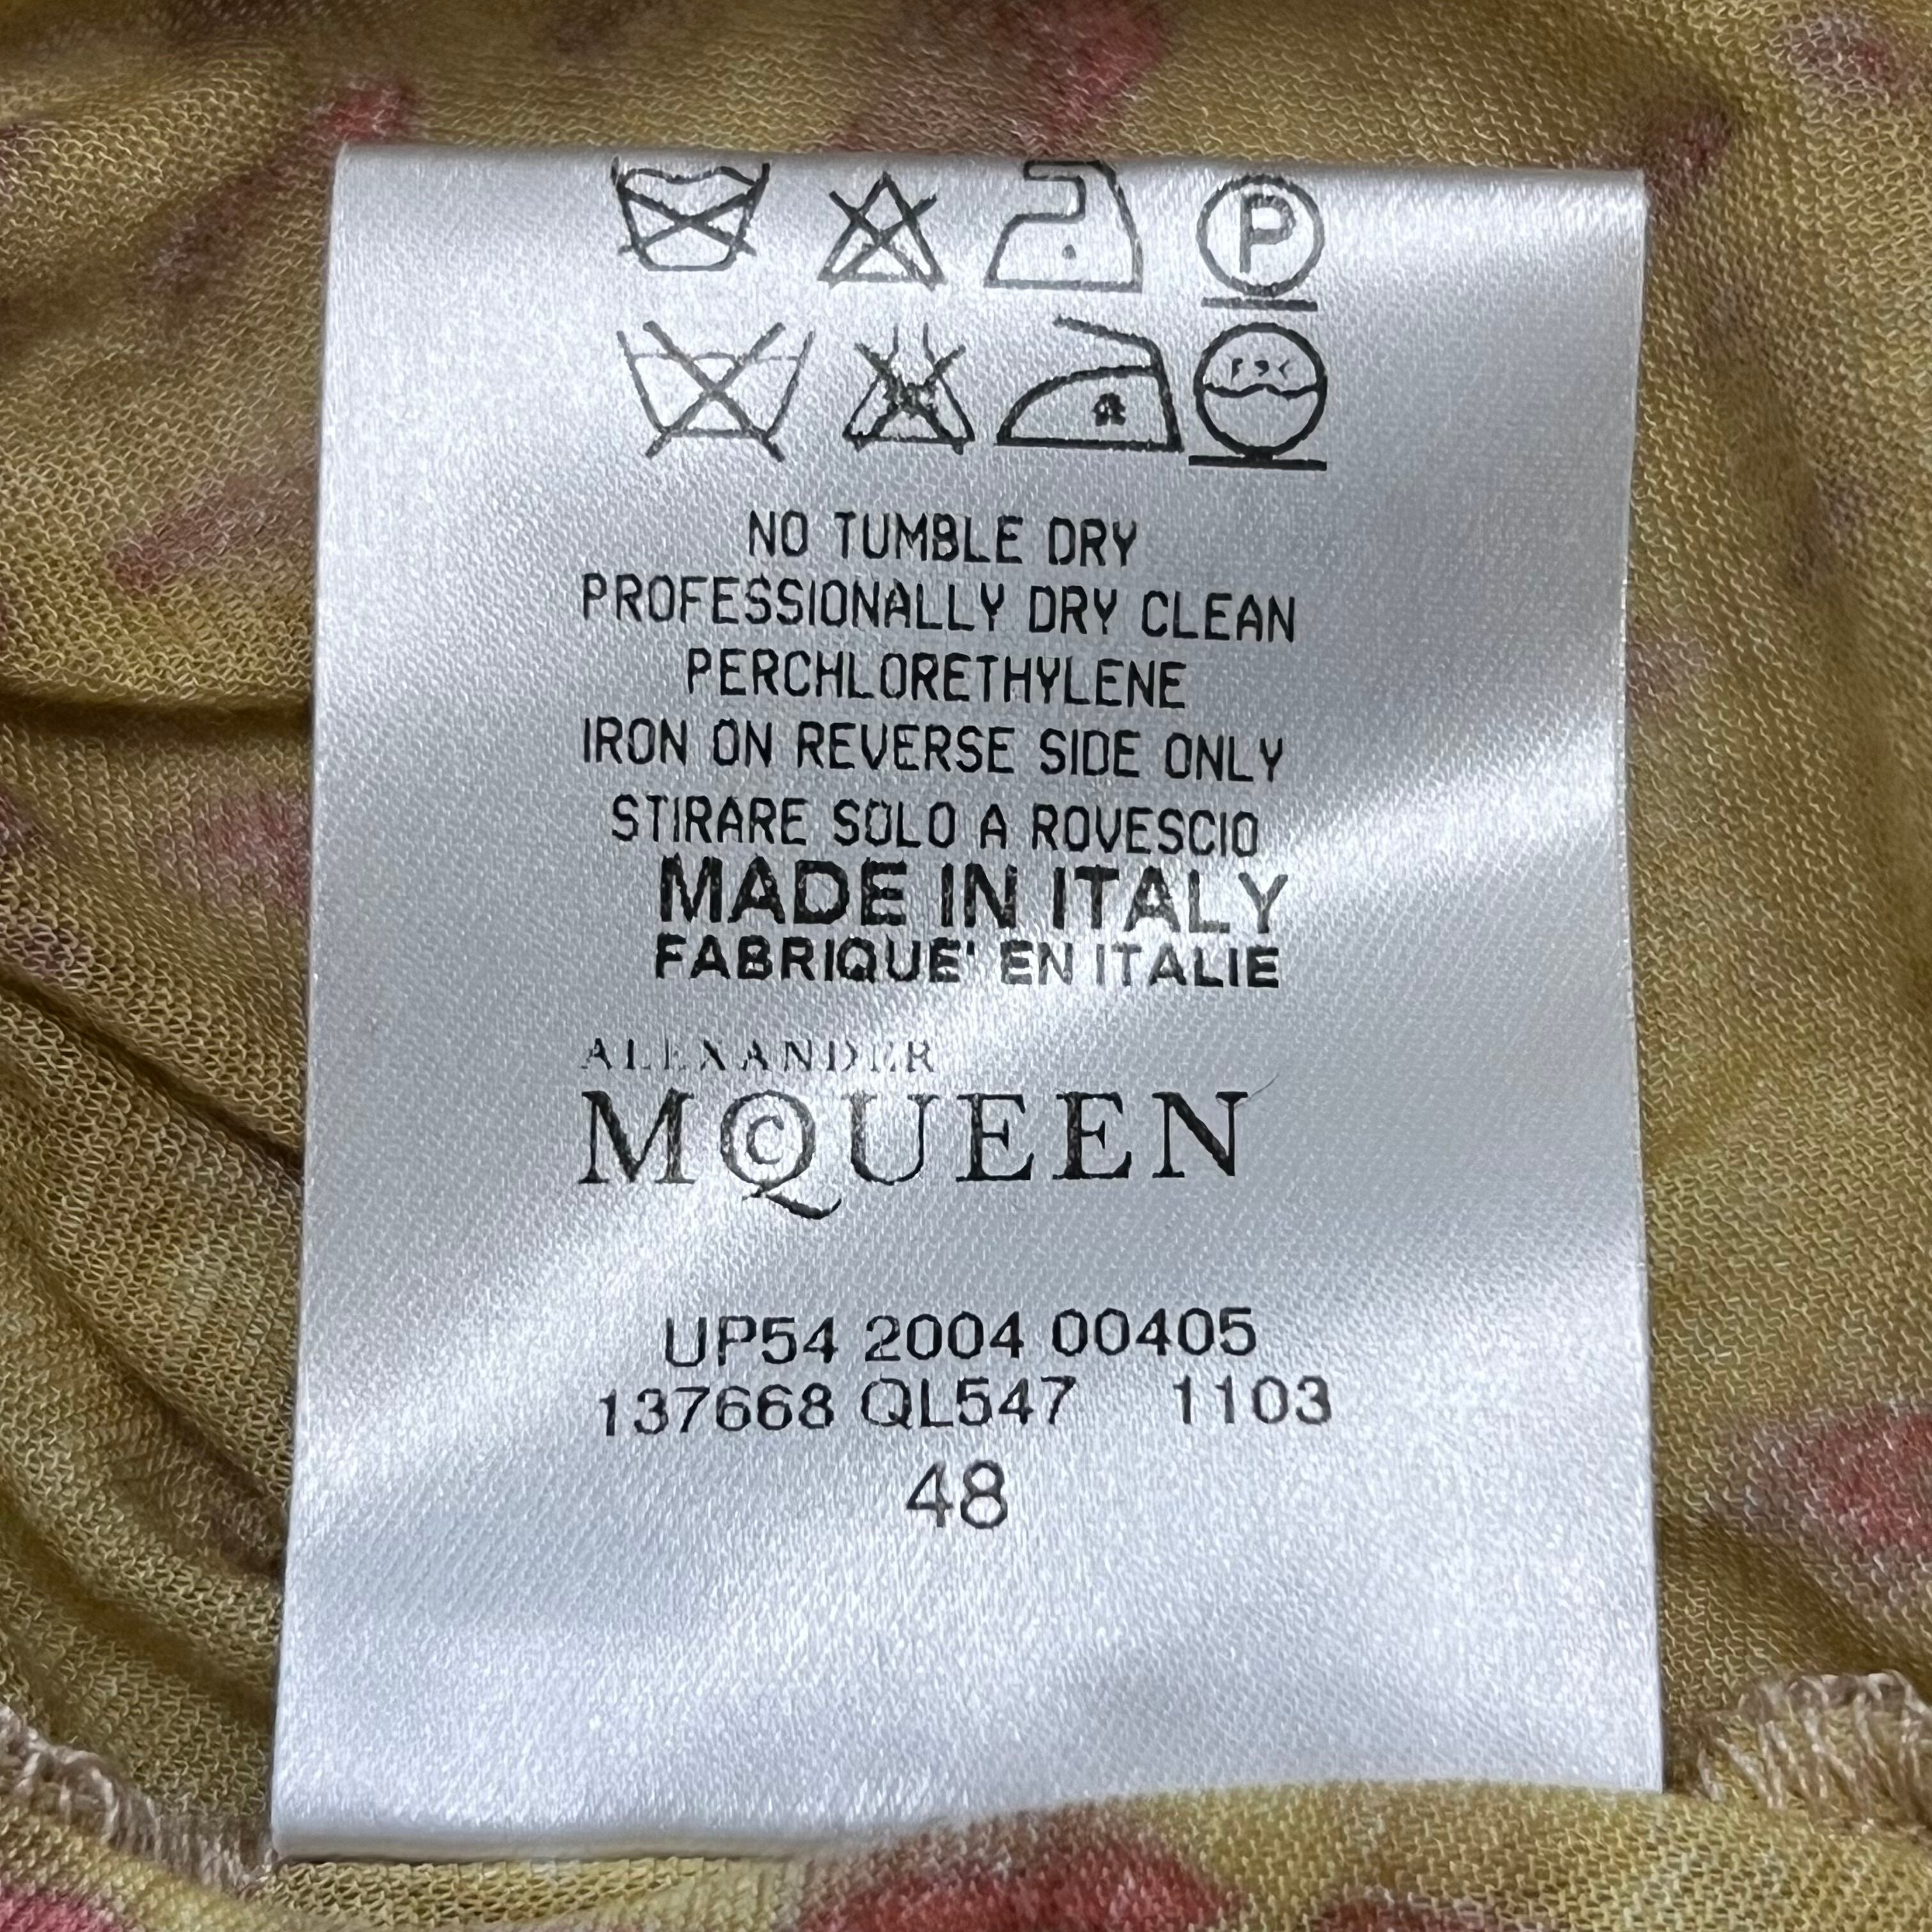 P
NO TUMBLE DRY
PROFESSIONALLY DRY CLEAN
PERCHLORETHYLENE
IRON ON REVERSE SIDE ONLY
STIRARE SOLO A ROVESCIO
MADE IN ITALY
FABRIQUE' EN ITALIE
ALEXANDER
MCQUEEN
UP54 2004 00405
137668 QL547 1103
48